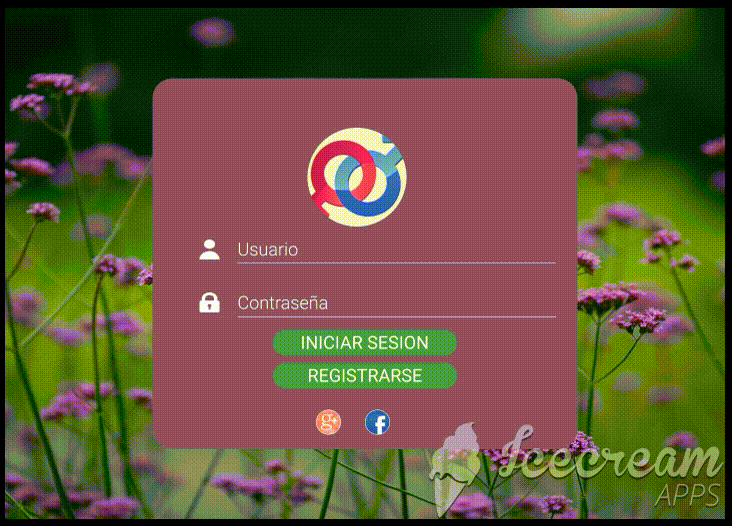 Usuario
Contraseña
INICIAR SESION
REGISTRARSE
g+ f
Icecream
APPS